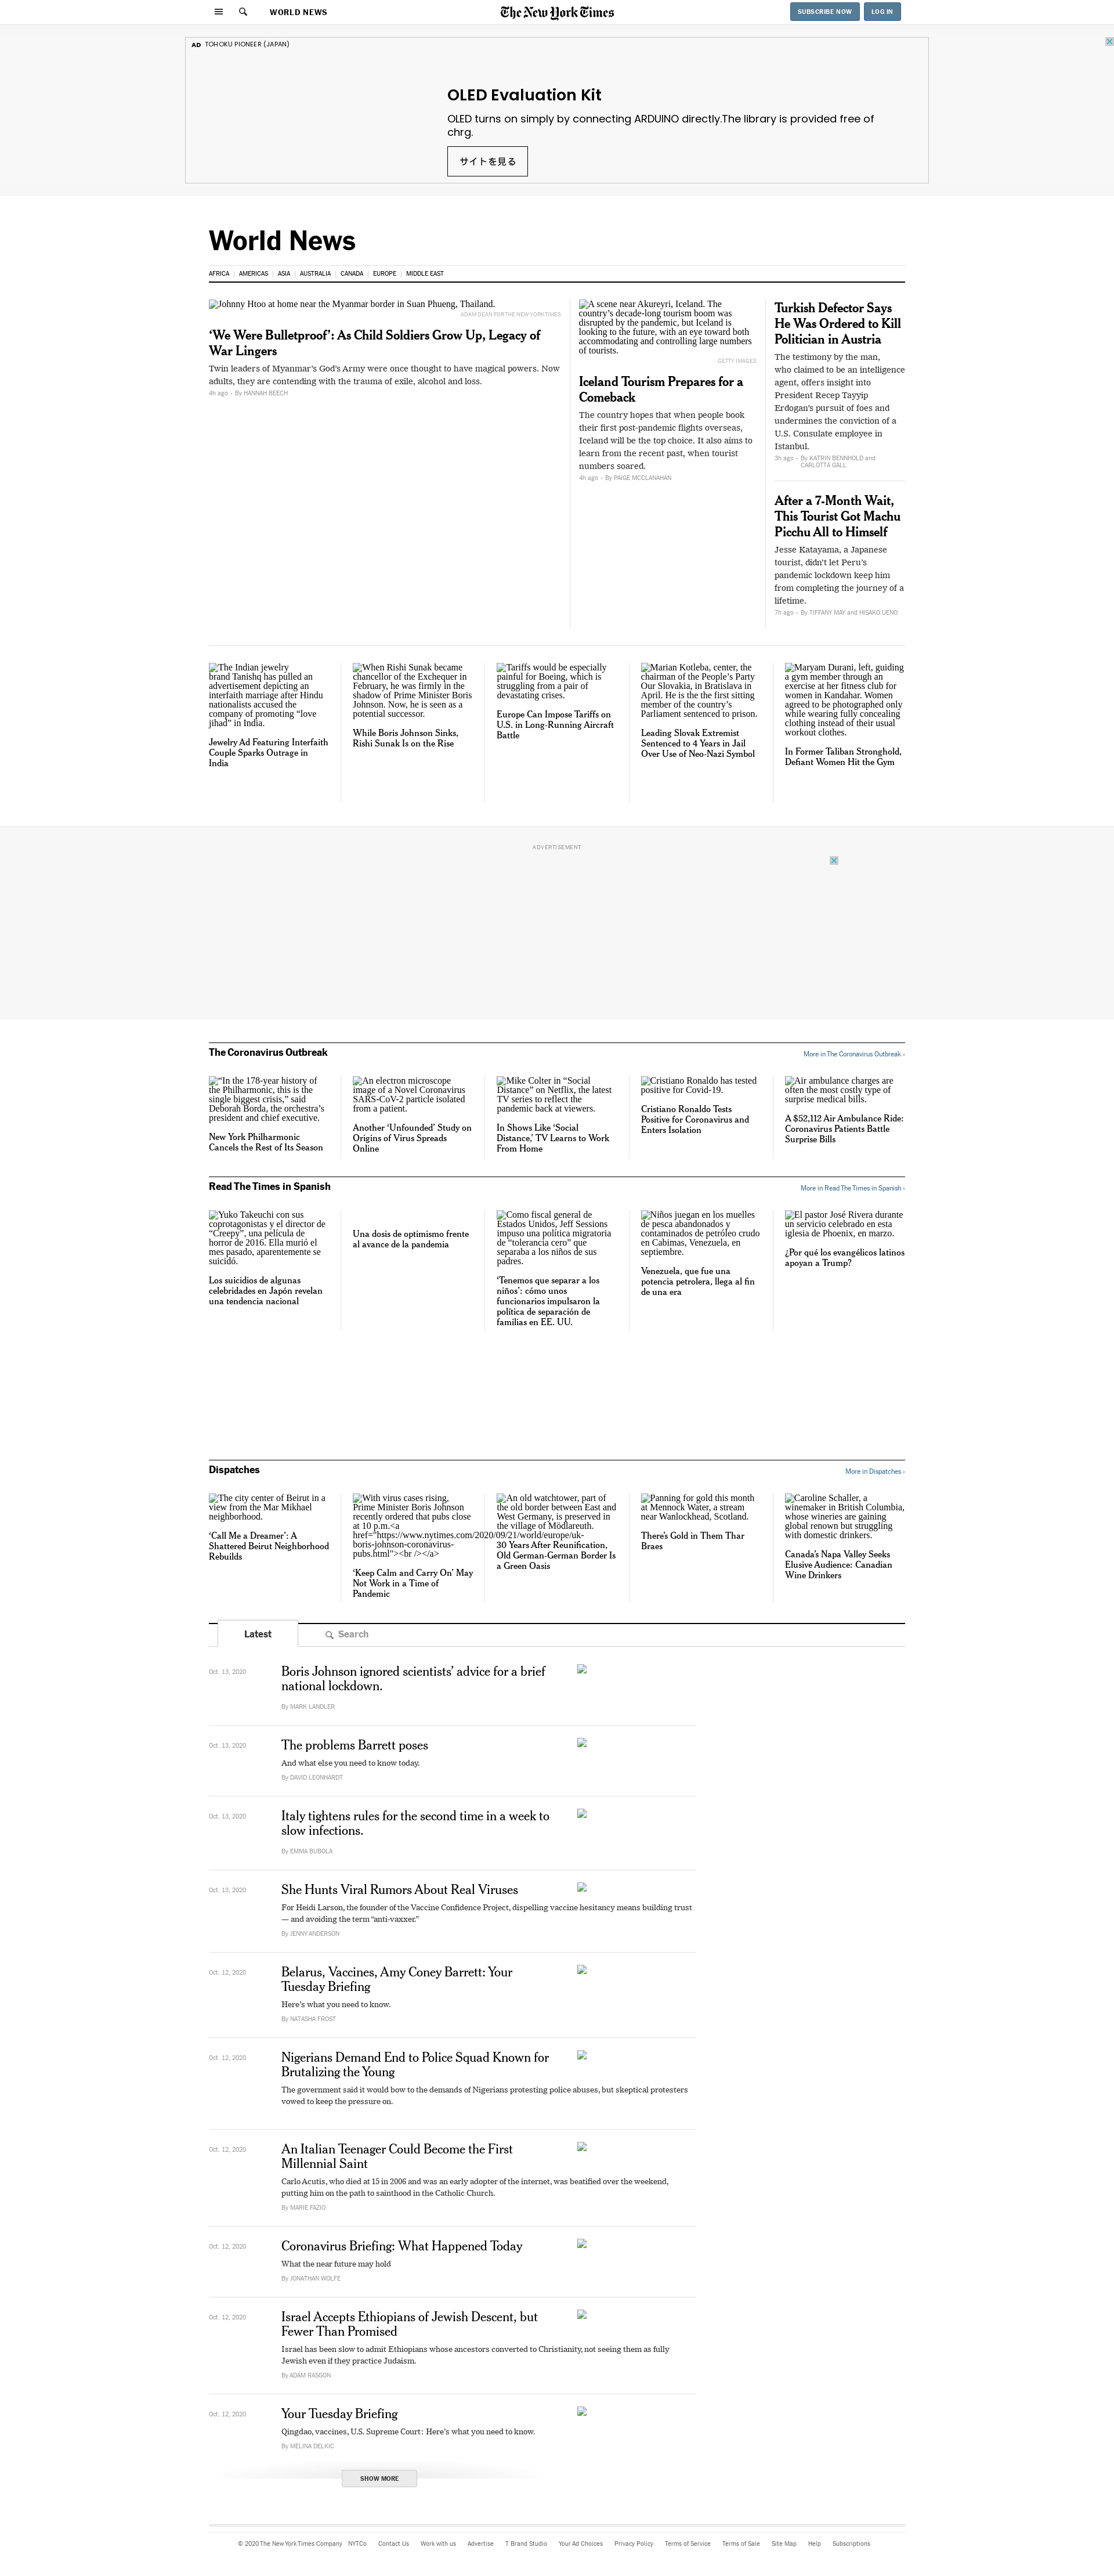 WORLD NEWS
The New York Times
SUBSCRIBE NOW
LOG IN
AD TOHOKU PIONEER (JAPAN)
OLED Evaluation Kit
OLED turns on simply by connecting ARDUINO directly.The library is provided free of
chrg.
サイトを見る
World News
AFRICA
AMERICAS
ASIA
AUSTRALIA
CANADA
EUROPE
MIDDLE EAST
Johnny Htoo at home near the Myanmar border in Suan Phueng, Thailand.
ADAM DEAN FOR THE NEW YORK TIMES
‘We Were Bulletproof’: As Child Soldiers Grow Up, Legacy of
War Lingers
Twin leaders of Myanmar’s God’s Army were once thought to have magical powers. Now
adults, they are contending with the trauma of exile, alcohol and loss.
4h ago - By HANNAH BEECH
A scene near Akureyri, Iceland. The
country’s decade-long tourism boom was
disrupted by the pandemic, but Iceland is
looking to the future, with an eye toward both
accommodating and controlling large numbers
of tourists.
GETTY IMAGES
Iceland Tourism Prepares for a
Comeback
The country hopes that when people book
their first post-pandemic flights overseas,
Iceland will be the top choice. It also aims to
learn from the recent past, when tourist
numbers soared.
4h ago - By PAIGE MCCLANAHAN
Turkish Defector Says
He Was Ordered to Kill
Politician in Austria
The testimony by the man,
who claimed to be an intelligence
agent, offers insight into
President Recep Tayyip
Erdogan’s pursuit of foes and
undermines the conviction of a
U.S. Consulate employee in
Istanbul.
3h ago - By KATRIN BENNHOLD and
CARLOTTA GALL
After a 7-Month Wait,
This Tourist Got Machu
Picchu All to Himself
Jesse Katayama, a Japanese
tourist, didn’t let Peru’s
pandemic lockdown keep him
from completing the journey of a
lifetime.
7h ago - By TIFFANY MAY and HISAKO UENO
The Indian jewelry
brand Tanishq has pulled an
advertisement depicting an
interfaith marriage after Hindu
nationalists accused the
company of promoting “love
jihad” in India.
Jewelry Ad Featuring Interfaith
Couple Sparks Outrage in
India
When Rishi Sunak became
chancellor of the Exchequer in
February, he was firmly in the
shadow of Prime Minister Boris
Johnson. Now, he is seen as a
potential successor.
While Boris Johnson Sinks,
Rishi Sunak Is on the Rise
Tariffs would be especially
painful for Boeing, which is
struggling from a pair of
devastating crises.
Europe Can Impose Tariffs on
U.S. in Long-Running Aircraft
Battle
Marian Kotleba, center, the
chairman of the People’s Party
Our Slovakia, in Bratislava in
April. He is the the first sitting
member of the country’s
Parliament sentenced to prison.
Leading Slovak Extremist
Sentenced to 4 Years in Jail
Over Use of Neo-Nazi Symbol
Maryam Durani, left, guiding
a gym member through an
exercise at her fitness club for
women in Kandahar. Women
agreed to be photographed only
while wearing fully concealing
clothing instead of their usual
workout clothes.
In Former Taliban Stronghold,
Defiant Women Hit the Gym
ADVERTISEMENT
The Coronavirus Outbreak
More in The Coronavirus Outbreak ›
“In the 178-year history of
the Philharmonic, this is the
single biggest crisis,” said
Deborah Borda, the orchestra’s
president and chief executive.
New York Philharmonic
Cancels the Rest of Its Season
An electron microscope
image of a Novel Coronavirus
SARS-CoV-2 particle isolated
from a patient.
Another ‘Unfounded’ Study on
Origins of Virus Spreads
Online
Mike Colter in “Social
Distance” on Netflix, the latest
TV series to reflect the
pandemic back at viewers.
In Shows Like ‘Social
Distance,’ TV Learns to Work
From Home
Cristiano Ronaldo has tested
positive for Covid-19.
Cristiano Ronaldo Tests
Positive for Coronavirus and
Enters Isolation
Air ambulance charges are
often the most costly type of
surprise medical bills.
A $52,112 Air Ambulance Ride:
Coronavirus Patients Battle
Surprise Bills
Read The Times in Spanish
More in Read The Times in Spanish ›
Yuko Takeuchi con sus
coprotagonistas y el director de
“Creepy”, una película de
horror de 2016. Ella murió el
mes pasado, aparentemente se
suicidó.
Los suicidios de algunas
celebridades en Japón revelan
una tendencia nacional
Una dosis de optimismo frente
al avance de la pandemia
Como fiscal general de
Estados Unidos, Jeff Sessions
impuso una política migratoria
de “tolerancia cero” que
separaba a los niños de sus
padres.
‘Tenemos que separar a los
niños’: cómo unos
funcionarios impulsaron la
política de separación de
familias en EE. UU.
Niños juegan en los muelles
de pesca abandonados y
contaminados de petróleo crudo
en Cabimas, Venezuela, en
septiembre.
Venezuela, que fue una
potencia petrolera, llega al fin
de una era
El pastor José Rivera durante
un servicio celebrado en esta
iglesia de Phoenix, en marzo.
¿Por qué los evangélicos latinos
apoyan a Trump?
Dispatches
More in Dispatches ›
The city center of Beirut in a
view from the Mar Mikhael
neighborhood.
‘Call Me a Dreamer’: A
Shattered Beirut Neighborhood
Rebuilds
With virus cases rising,
Prime Minister Boris Johnson
recently ordered that pubs close
at 10 p.m.<a
href="https://www.nytimes.com/2020/09/21/world/europe/uk-
boris-johnson-coronavirus-
pubs.html"><br /></a>
‘Keep Calm and Carry On’ May
Not Work in a Time of
Pandemic
An old watchtower, part of
the old border between East and
West Germany, is preserved in
the village of Mödlareuth.
30 Years After Reunification,
Old German-German Border Is
a Green Oasis
Panning for gold this month
at Mennock Water, a stream
near Wanlockhead, Scotland.
There’s Gold in Them Thar
Braes
Caroline Schaller, a
winemaker in British Columbia,
whose wineries are gaining
global renown but struggling
with domestic drinkers.
Canada’s Napa Valley Seeks
Elusive Audience: Canadian
Wine Drinkers
Latest
Search
Oct. 13, 2020
Boris Johnson ignored scientists’ advice for a brief
national lockdown.
By MARK LANDLER
Oct. 13, 2020
The problems Barrett poses
And what else you need to know today.
By DAVID LEONHARDT
Oct. 13, 2020
Italy tightens rules for the second time in a week to
slow infections.
By EMMA BUBOLA
Oct. 13, 2020
She Hunts Viral Rumors About Real Viruses
For Heidi Larson, the founder of the Vaccine Confidence Project, dispelling vaccine hesitancy means building trust
— and avoiding the term “anti-vaxxer.”
By JENNY ANDERSON
Oct. 12, 2020
Belarus, Vaccines, Amy Coney Barrett: Your
Tuesday Briefing
Here’s what you need to know.
By NATASHA FROST
Oct. 12, 2020
Nigerians Demand End to Police Squad Known for
Brutalizing the Young
The government said it would bow to the demands of Nigerians protesting police abuses, but skeptical protesters
vowed to keep the pressure on.
Oct. 12, 2020
An Italian Teenager Could Become the First
Millennial Saint
Carlo Acutis, who died at 15 in 2006 and was an early adopter of the internet, was beatified over the weekend,
putting him on the path to sainthood in the Catholic Church.
By MARIE FAZIO
Oct. 12, 2020
Coronavirus Briefing: What Happened Today
What the near future may hold
By JONATHAN WOLFE
Oct. 12, 2020
Israel Accepts Ethiopians of Jewish Descent, but
Fewer Than Promised
Israel has been slow to admit Ethiopians whose ancestors converted to Christianity, not seeing them as fully
Jewish even if they practice Judaism.
By ADAM RASGON
Oct. 12, 2020
Your Tuesday Briefing
Qingdao, vaccines, U.S. Supreme Court: Here’s what you need to know.
By MELINA DELKIC
SHOW MORE
© 2020 The New York Times Company NYTCo Contact Us Work with us Advertise T Brand Studio Your Ad Choices Privacy Policy Terms of Service Terms of Sale Site Map Help Subscriptions